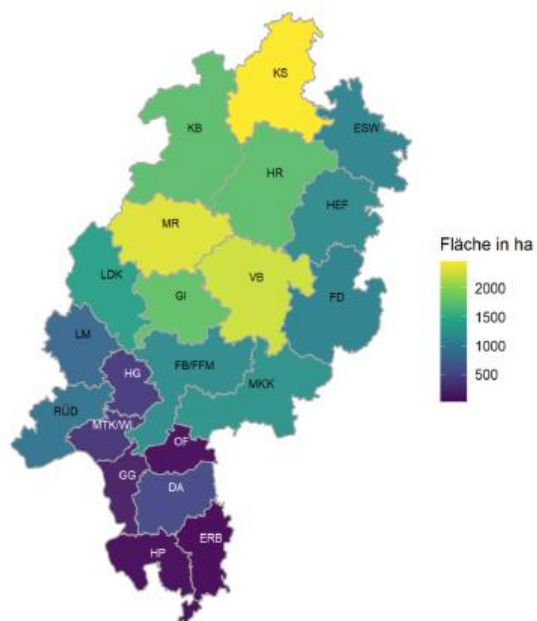 KS
KB
ESW
HR
HEF
MR
LDK
VB
GI
FD
LM
FB/FFM
HG
MKK
RÜD
MTK/WI
OF
GG
DA
ERB
HP
Fläche in ha
2000
1500
1000
500